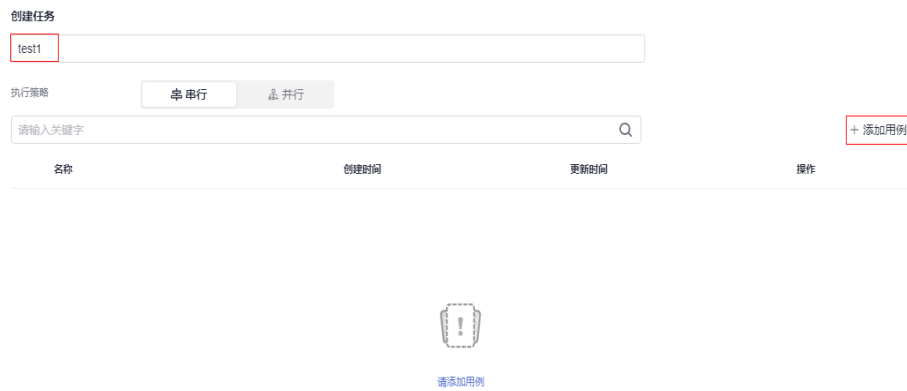 创建任务
test1
执行策略 串行 并行
请输入关键字 + 添加用例
名称 创建时间 更新时间 操作
请添加用例